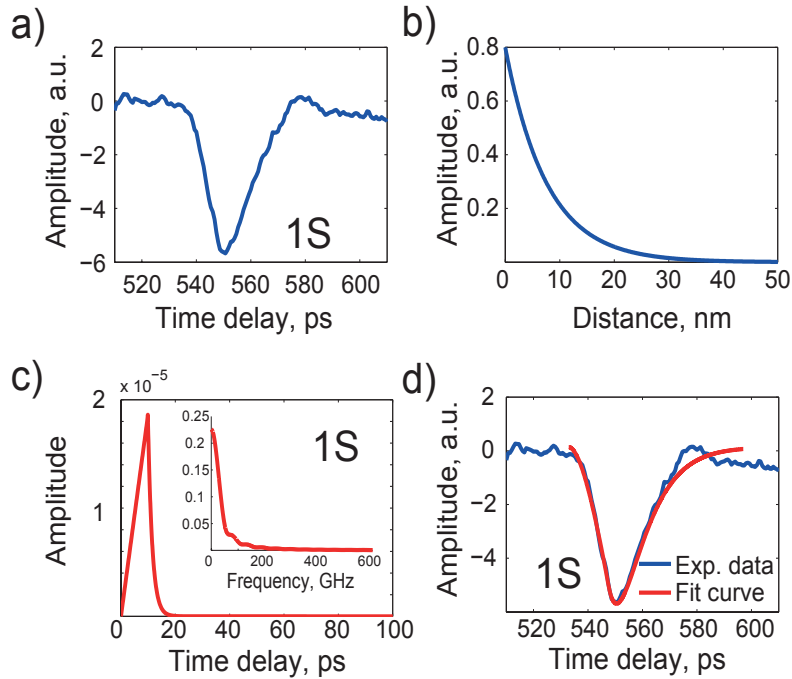 a)
Amplitude, a.u.
2
0
−2
−4
−6
520 540 560 580 600
Time delay, ps
1S
b)
Amplitude, a.u.
0.8
0.6
0.4
0.2
0 10 20 30 40 50
Distance, nm
c)
x 10⁻⁵
Amplitude
2
1
0 20 40 60 80 100
Time delay, ps
0.25
0.2
0.15
0.1
0.05
0 200 400 600
Frequency, GHz
1S
d)
Amplitude, a.u.
2
0
−2
−4
520 540 560 580 600
Time delay, ps
1S
Exp. data
Fit curve